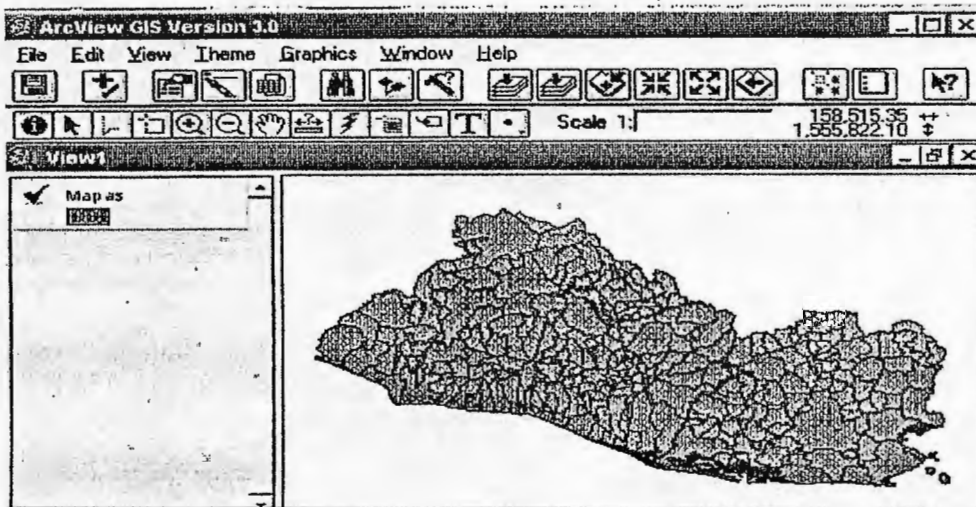 ArcView GIS Version 3.0
File Edit View Theme Graphics Window Help
Scale 1: 158,515.35
1,555,822.10
View1
Map as